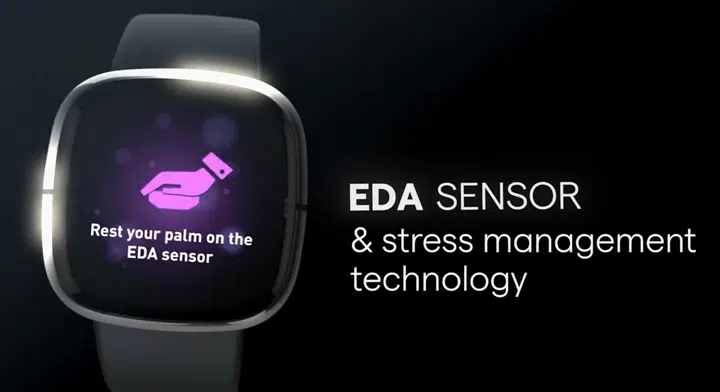 Rest your palm on the
EDA sensor
EDA SENSOR
& stress management
technology